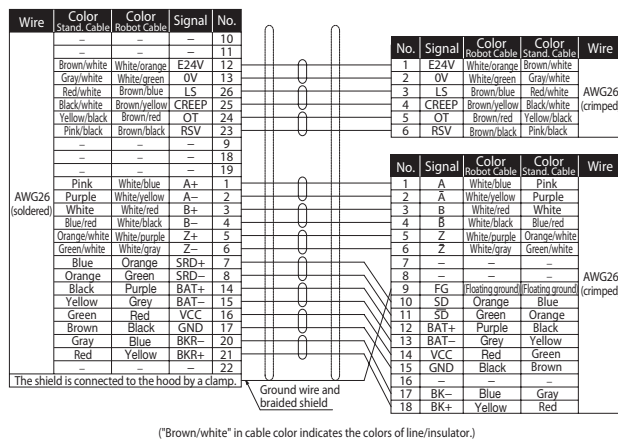 Wire Color Stand. Cable Color Robot Cable Signal No.
– – – 10
– – – 11
Brown/white White/orange E24V 12
Gray/white White/green 0V 13
Red/white Brown/blue LS 26
Black/white Brown/yellow CREEP 25
Yellow/black Brown/red OT 24
Pink/black Brown/black RSV 23
– – – 9
– – – 18
– – – 19
Pink White/blue A+ 1
AWG26 (soldered) Purple White/yellow A– 2
White White/red B+ 3
Blue/red White/black B– 4
Orange/white White/purple Z+ 5
Green/white White/gray Z– 6
Blue Orange SRD+ 7
Orange Green SRD– 8
Black Purple BAT+ 14
Yellow Grey BAT– 15
Green Red VCC 16
Brown Black GND 17
Gray Blue BKR– 20
Red Yellow BKR+ 21
– – – 22
The shield is connected to the hood by a clamp.
Ground wire and
braided shield
No. Signal Color Robot Cable Color Stand. Cable Wire
1 E24V White/orange Brown/white
2 0V White/green Gray/white
3 LS Brown/blue Red/white AWG26
4 CREEP Brown/yellow Black/white (crimped)
5 OT Brown/red Yellow/black
6 RSV Brown/black Pink/black
No. Signal Color Robot Cable Color Stand. Cable Wire
1 A White/blue Pink
2 A̅ White/yellow Purple
3 B White/red White
4 B̅ White/black Blue/red
5 Z White/purple Orange/white
6 Z̅ White/gray Green/white
7 – – –
8 – – – AWG26
9 FG (Floating ground) (Floating ground) (crimped)
10 SD Orange Blue
11 S̅D̅ Green Orange
12 BAT+ Purple Black
13 BAT– Grey Yellow
14 VCC Red Green
15 GND Black Brown
16 – – –
17 BK– Blue Gray
18 BK+ Yellow Red
("Brown/white" in cable color indicates the colors of line/insulator.)